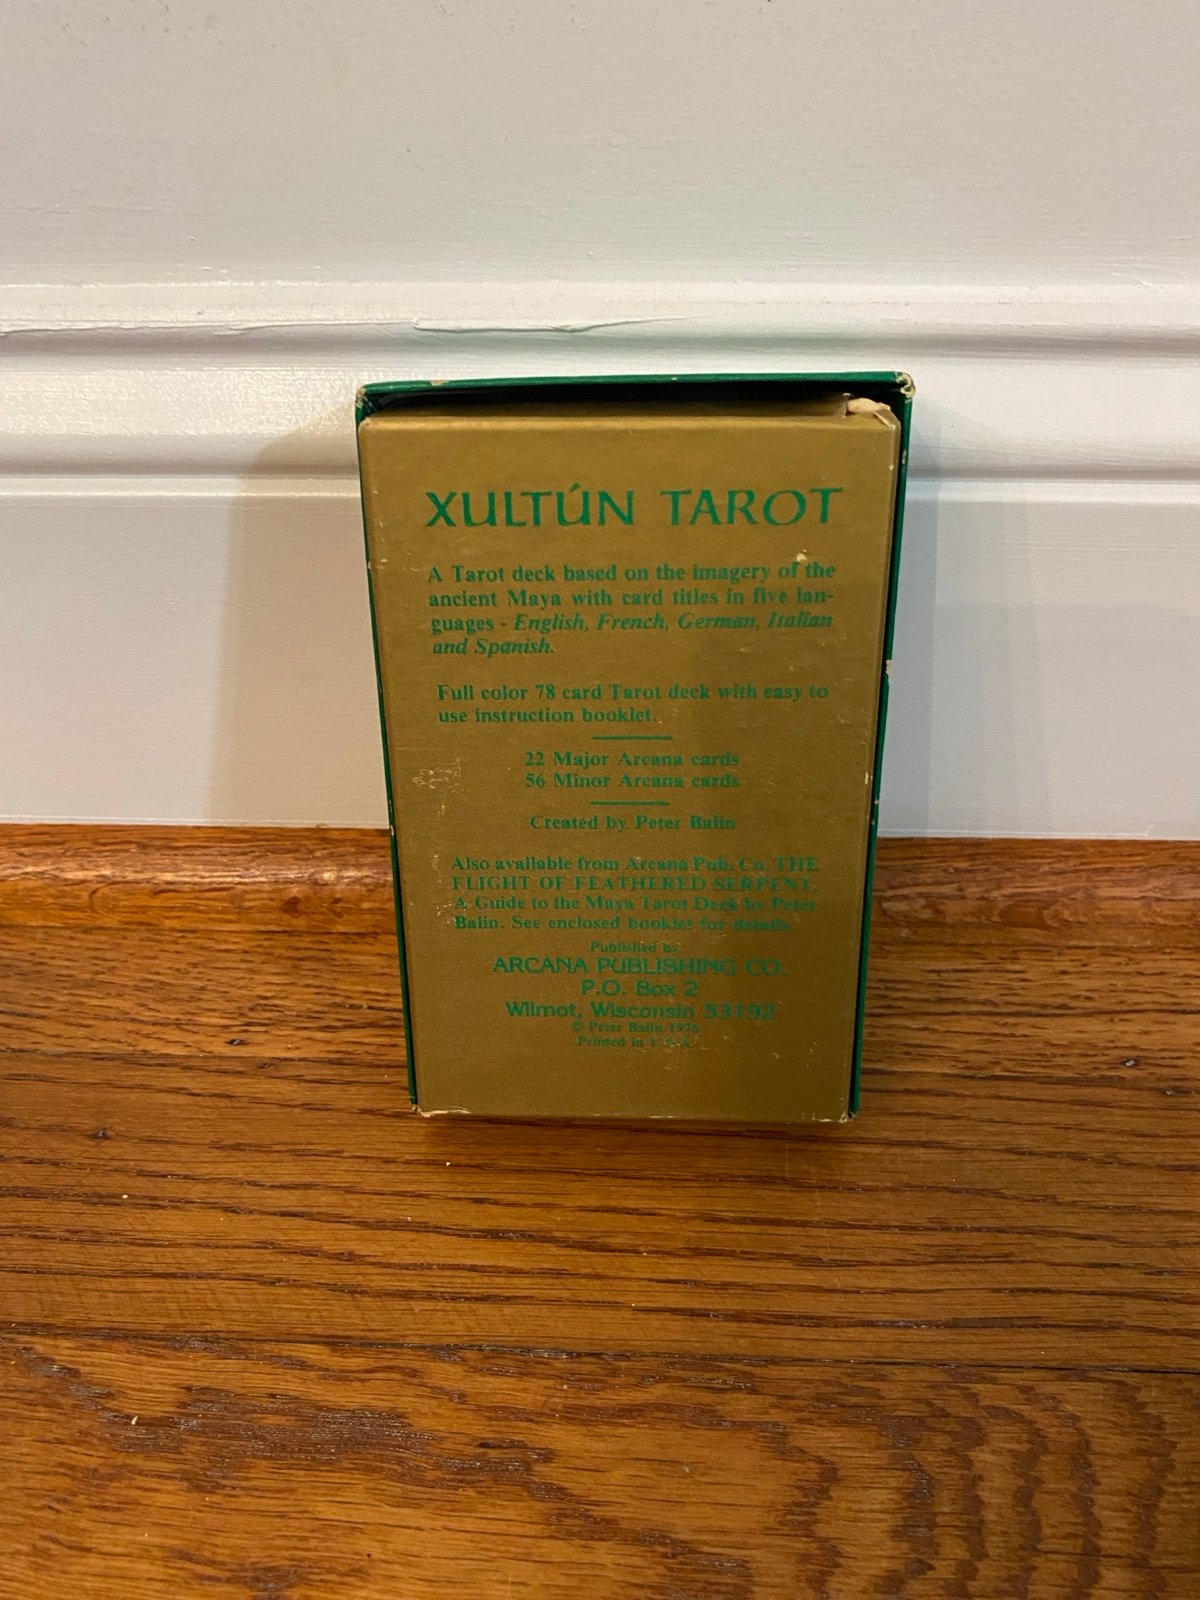 XULTÚN TAROT
A Tarot deck based on the imagery of the
ancient Maya with card titles in five lan-
guages - English, French, German, Italian
and Spanish.
Full color 78 card Tarot deck with easy to
use instruction booklet.
22 Major Arcana cards
56 Minor Arcana cards
Created by Peter Balin
Also available from Arcana Pub. Co. THE
FLIGHT OF FEATHERED SERPENT,
A Guide to the Maya Tarot Deck by Peter
Balin. See enclosed booklet for details.
Published by
ARCANA PUBLISHING CO.
P.O. Box 2
Wilmot, Wisconsin 53192
© Peter Balin 1976
Printed in U.S.A.